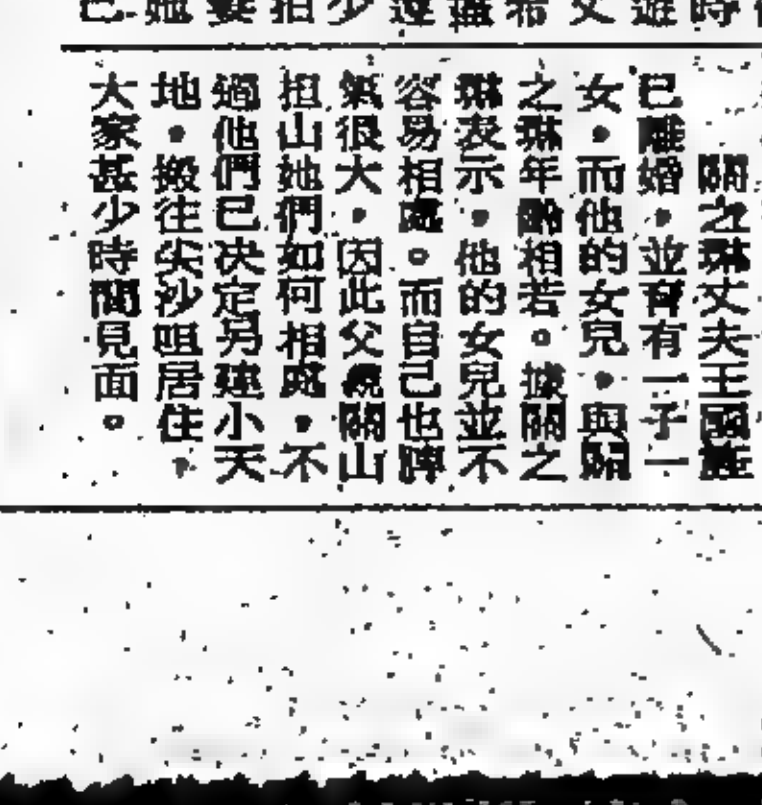 關之琳丈夫王國旌
已離婚，並育有一子一
女，而他的女兒，與關
之琳年齡相若。據關之
琳表示，他的女兒並不
容易相處。而自己也脾
氣很大，因此父親關山
担山她們如何相處，不
過他們已決定另建小天
地，搬往尖沙咀居住，
大家甚少時間見面。